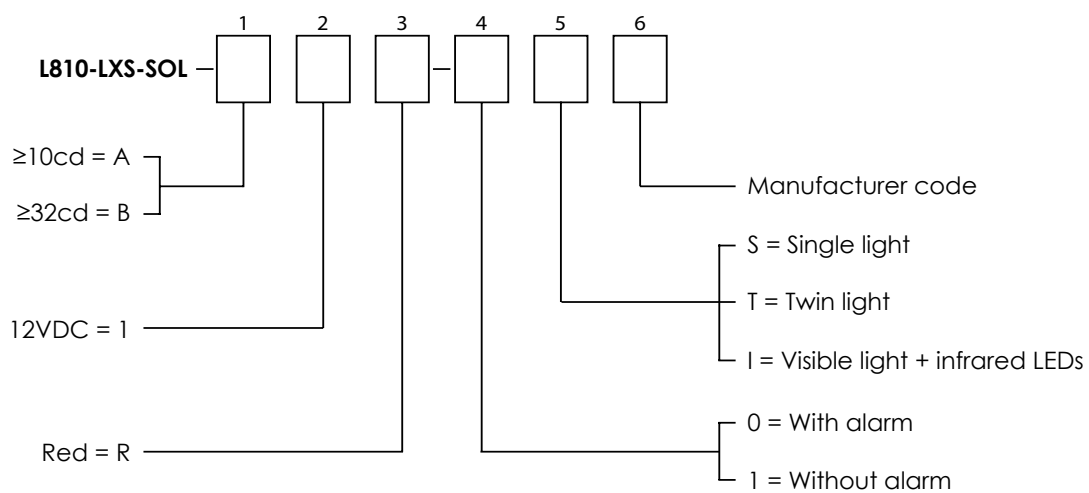 1 2 3 4 5 6
L810-LXS-SOL – –
≥10cd = A
≥32cd = B
12VDC = 1
Red = R
Manufacturer code
S = Single light
T = Twin light
I = Visible light + infrared LEDs
0 = With alarm
1 = Without alarm